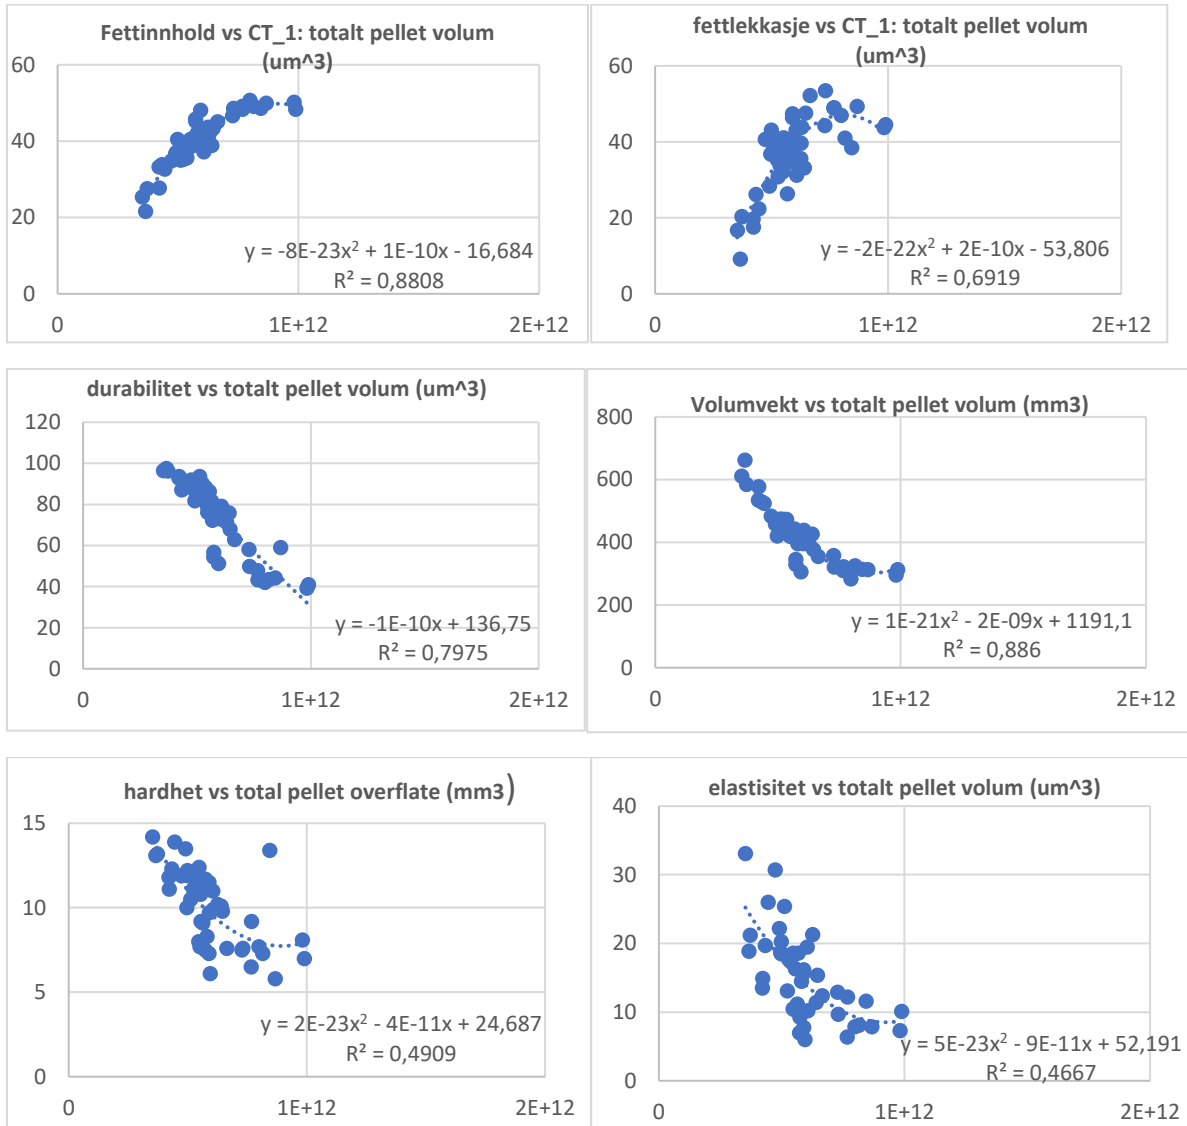 Fettinnhold vs CT_1: totalt pellet volum
(um^3)
60
40
20
0
0
1E+12
2E+12
y = -8E-23x² + 1E-10x - 16,684
R² = 0,8808
fettlekkasje vs CT_1: totalt pellet volum
(um^3)
60
40
20
0
0
1E+12
2E+12
y = -2E-22x² + 2E-10x - 53,806
R² = 0,6919
durabilitet vs totalt pellet volum (um^3)
120
100
80
60
40
20
0
0
1E+12
2E+12
y = -1E-10x + 136,75
R² = 0,7975
Volumvekt vs totalt pellet volum (mm3)
800
600
400
200
0
0
1E+12
2E+12
y = 1E-21x² - 2E-09x + 1191,1
R² = 0,886
hardhet vs total pellet overflate (mm3)
15
10
5
0
0
1E+12
2E+12
y = 2E-23x² - 4E-11x + 24,687
R² = 0,4909
elastisitet vs totalt pellet volum (um^3)
40
30
20
10
0
0
1E+12
2E+12
y = 5E-23x² - 9E-11x + 52,191
R² = 0,4667